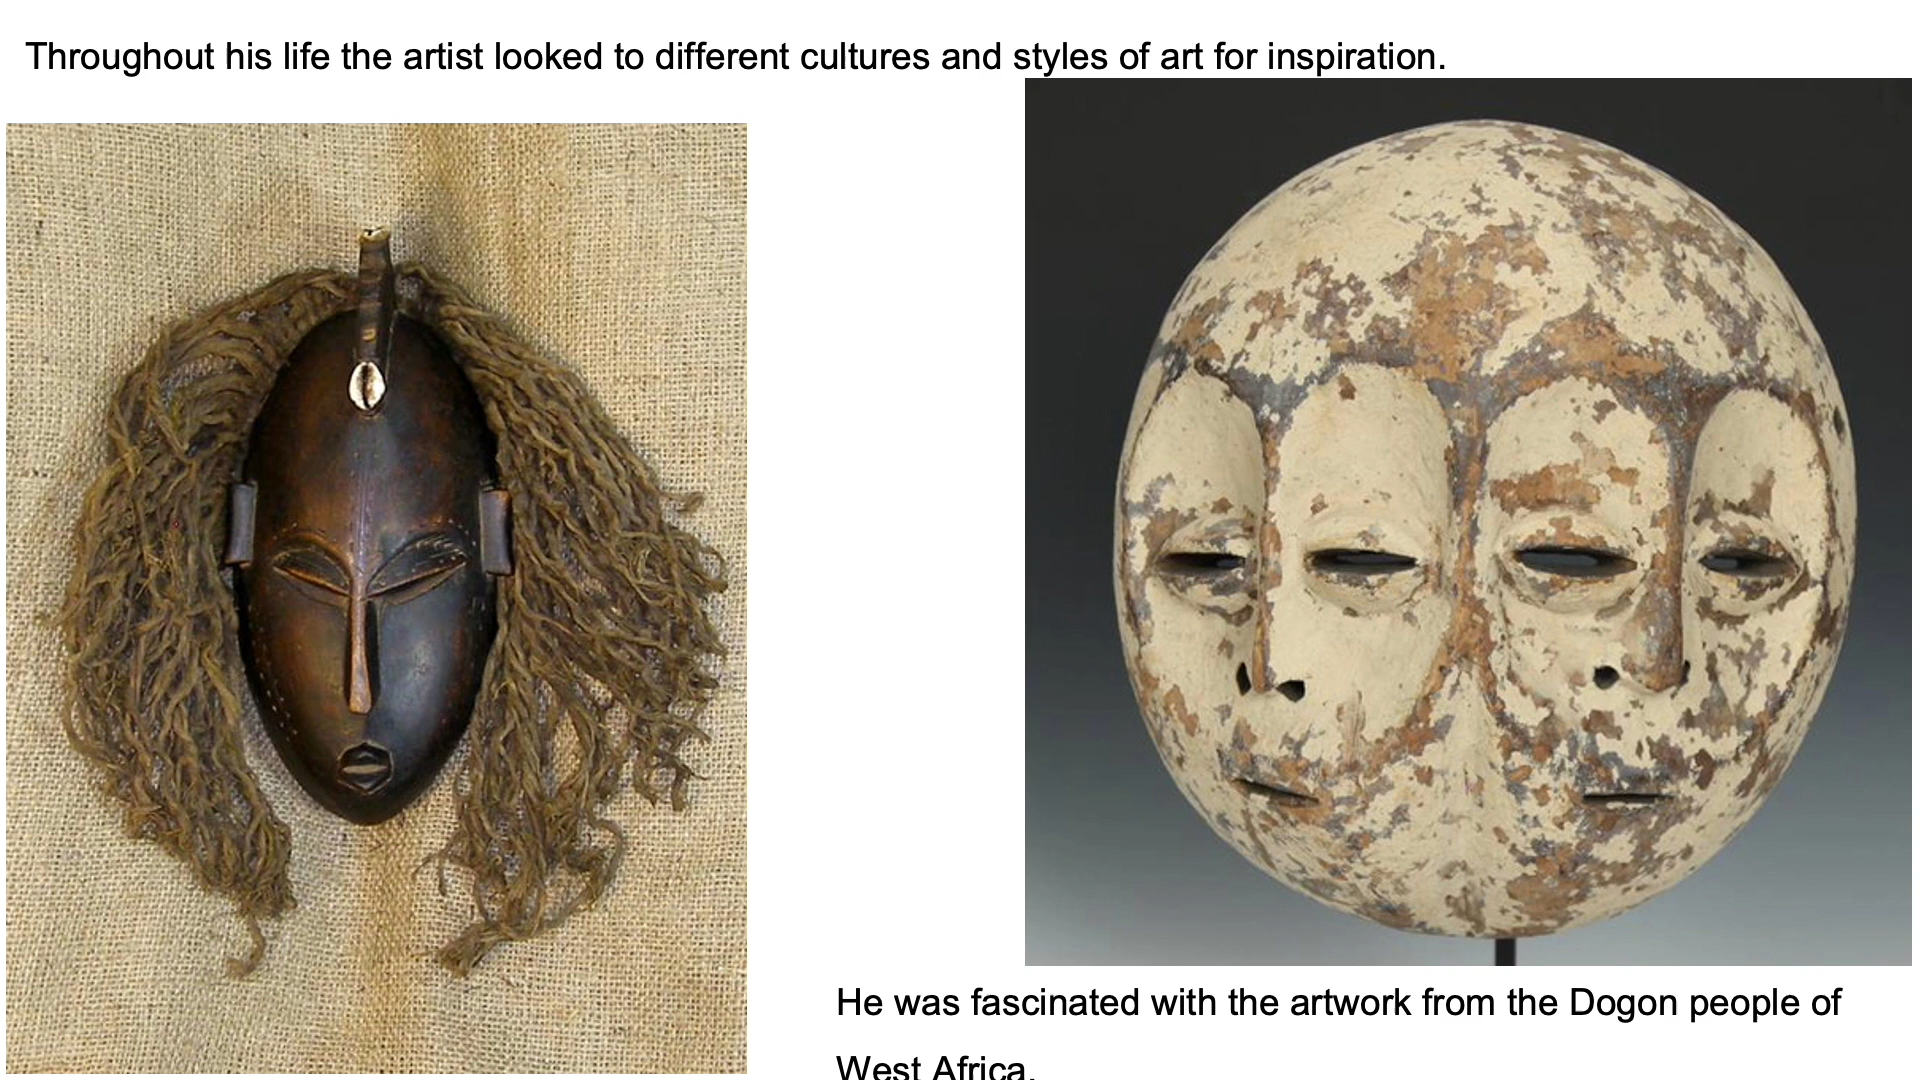 Throughout his life the artist looked to different cultures and styles of art for inspiration.
He was fascinated with the artwork from the Dogon people of
West Africa.